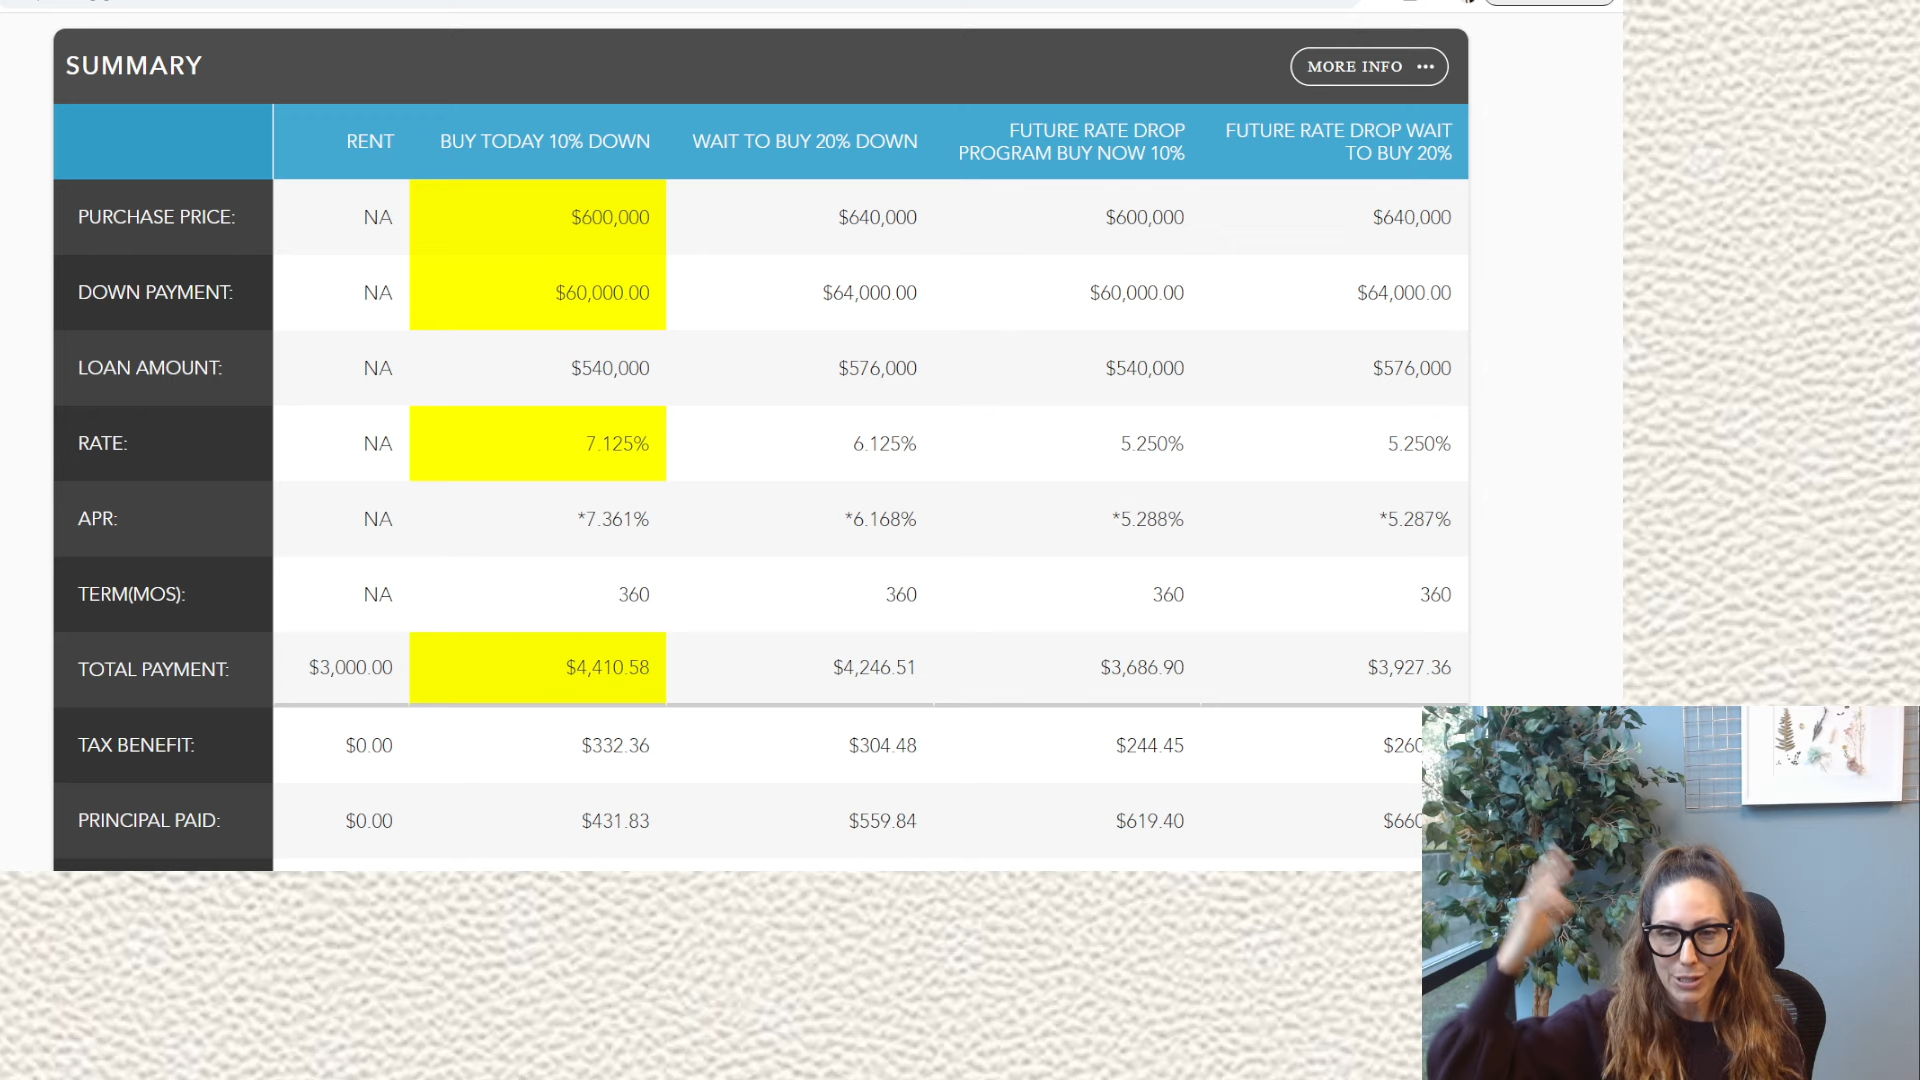 SUMMARY
MORE INFO •••
RENT
BUY TODAY 10% DOWN
WAIT TO BUY 20% DOWN
FUTURE RATE DROP
PROGRAM BUY NOW 10%
FUTURE RATE DROP WAIT
TO BUY 20%
PURCHASE PRICE: NA $600,000 $640,000 $600,000 $640,000
DOWN PAYMENT: NA $60,000.00 $64,000.00 $60,000.00 $64,000.00
LOAN AMOUNT: NA $540,000 $576,000 $540,000 $576,000
RATE: NA 7.125% 6.125% 5.250% 5.250%
APR: NA *7.361% *6.168% *5.288% *5.287%
TERM(MOS): NA 360 360 360 360
TOTAL PAYMENT: $3,000.00 $4,410.58 $4,246.51 $3,686.90 $3,927.36
TAX BENEFIT: $0.00 $332.36 $304.48 $244.45 $260
PRINCIPAL PAID: $0.00 $431.83 $559.84 $619.40 $660